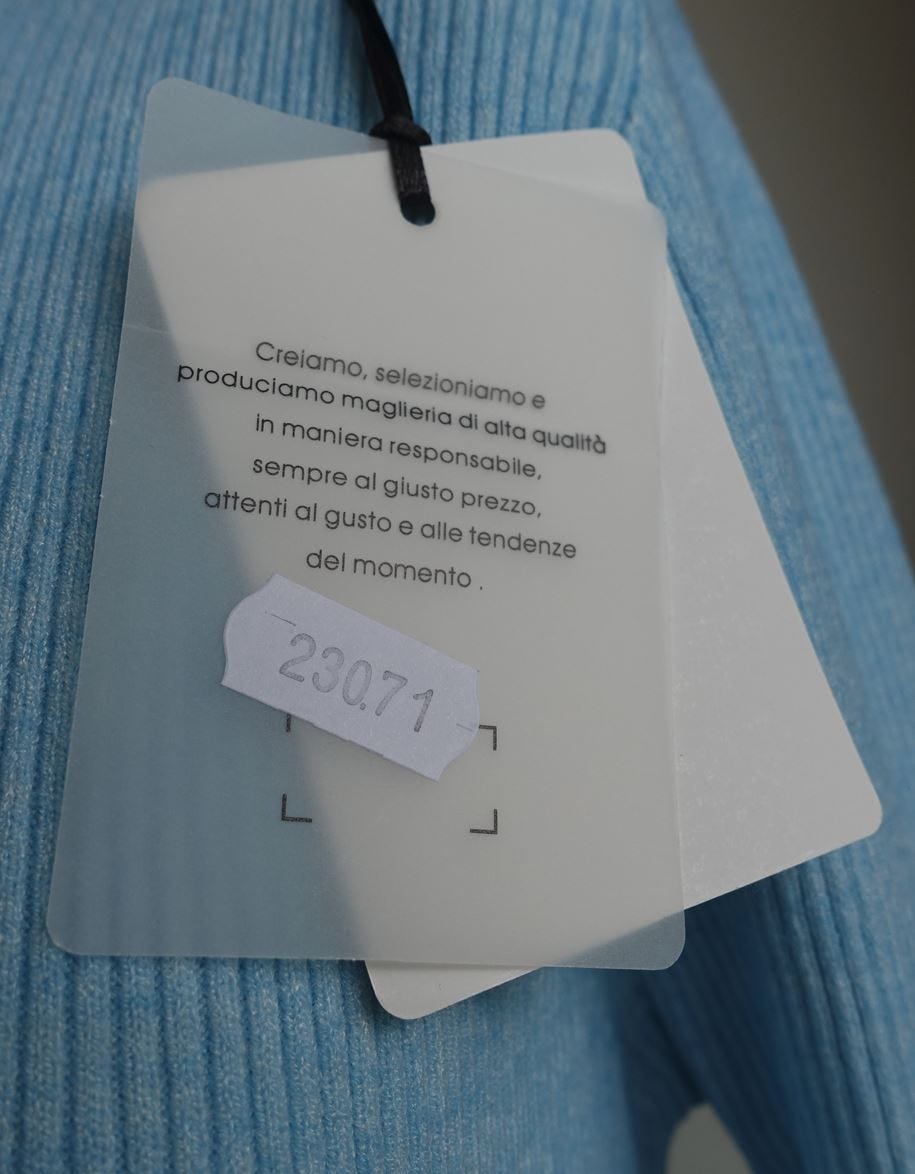 Creiamo, selezioniamo e
produciamo maglieria di alta qualità
in maniera responsabile,
sempre al giusto prezzo,
attenti al gusto e alle tendenze
del momento .
230.71